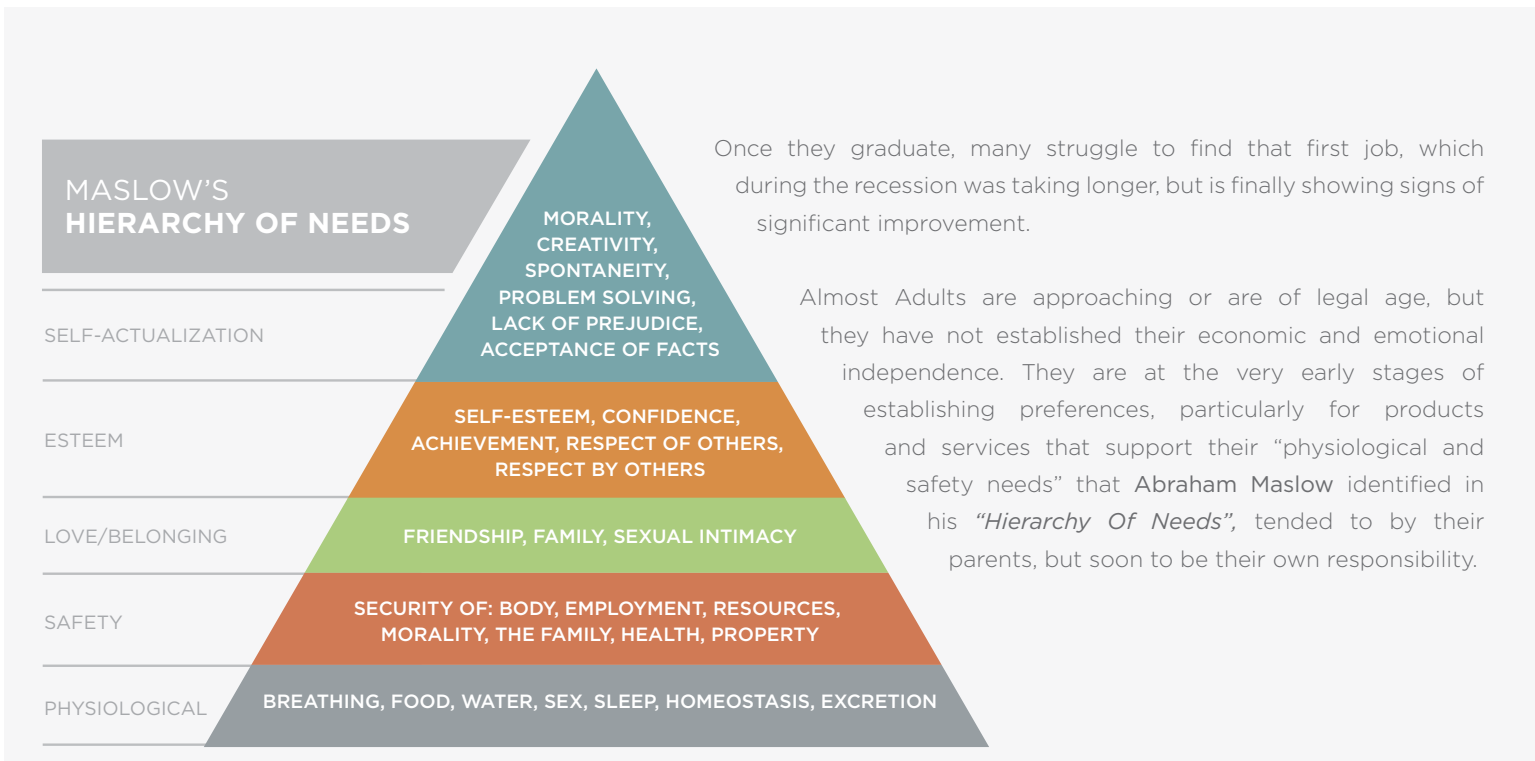 MASLOW'S
HIERARCHY OF NEEDS
SELF-ACTUALIZATION
MORALITY,
CREATIVITY,
SPONTANEITY,
PROBLEM SOLVING,
LACK OF PREJUDICE,
ACCEPTANCE OF FACTS
ESTEEM
SELF-ESTEEM, CONFIDENCE,
ACHIEVEMENT, RESPECT OF OTHERS,
RESPECT BY OTHERS
LOVE/BELONGING
FRIENDSHIP, FAMILY, SEXUAL INTIMACY
SAFETY
SECURITY OF: BODY, EMPLOYMENT, RESOURCES,
MORALITY, THE FAMILY, HEALTH, PROPERTY
PHYSIOLOGICAL
BREATHING, FOOD, WATER, SEX, SLEEP, HOMEOSTASIS, EXCRETION
Once they graduate, many struggle to find that first job, which
during the recession was taking longer, but is finally showing signs of
significant improvement.
Almost Adults are approaching or are of legal age, but
they have not established their economic and emotional
independence. They are at the very early stages of
establishing preferences, particularly for products
and services that support their “physiological and
safety needs” that Abraham Maslow identified in
his “Hierarchy Of Needs”, tended to by their
parents, but soon to be their own responsibility.